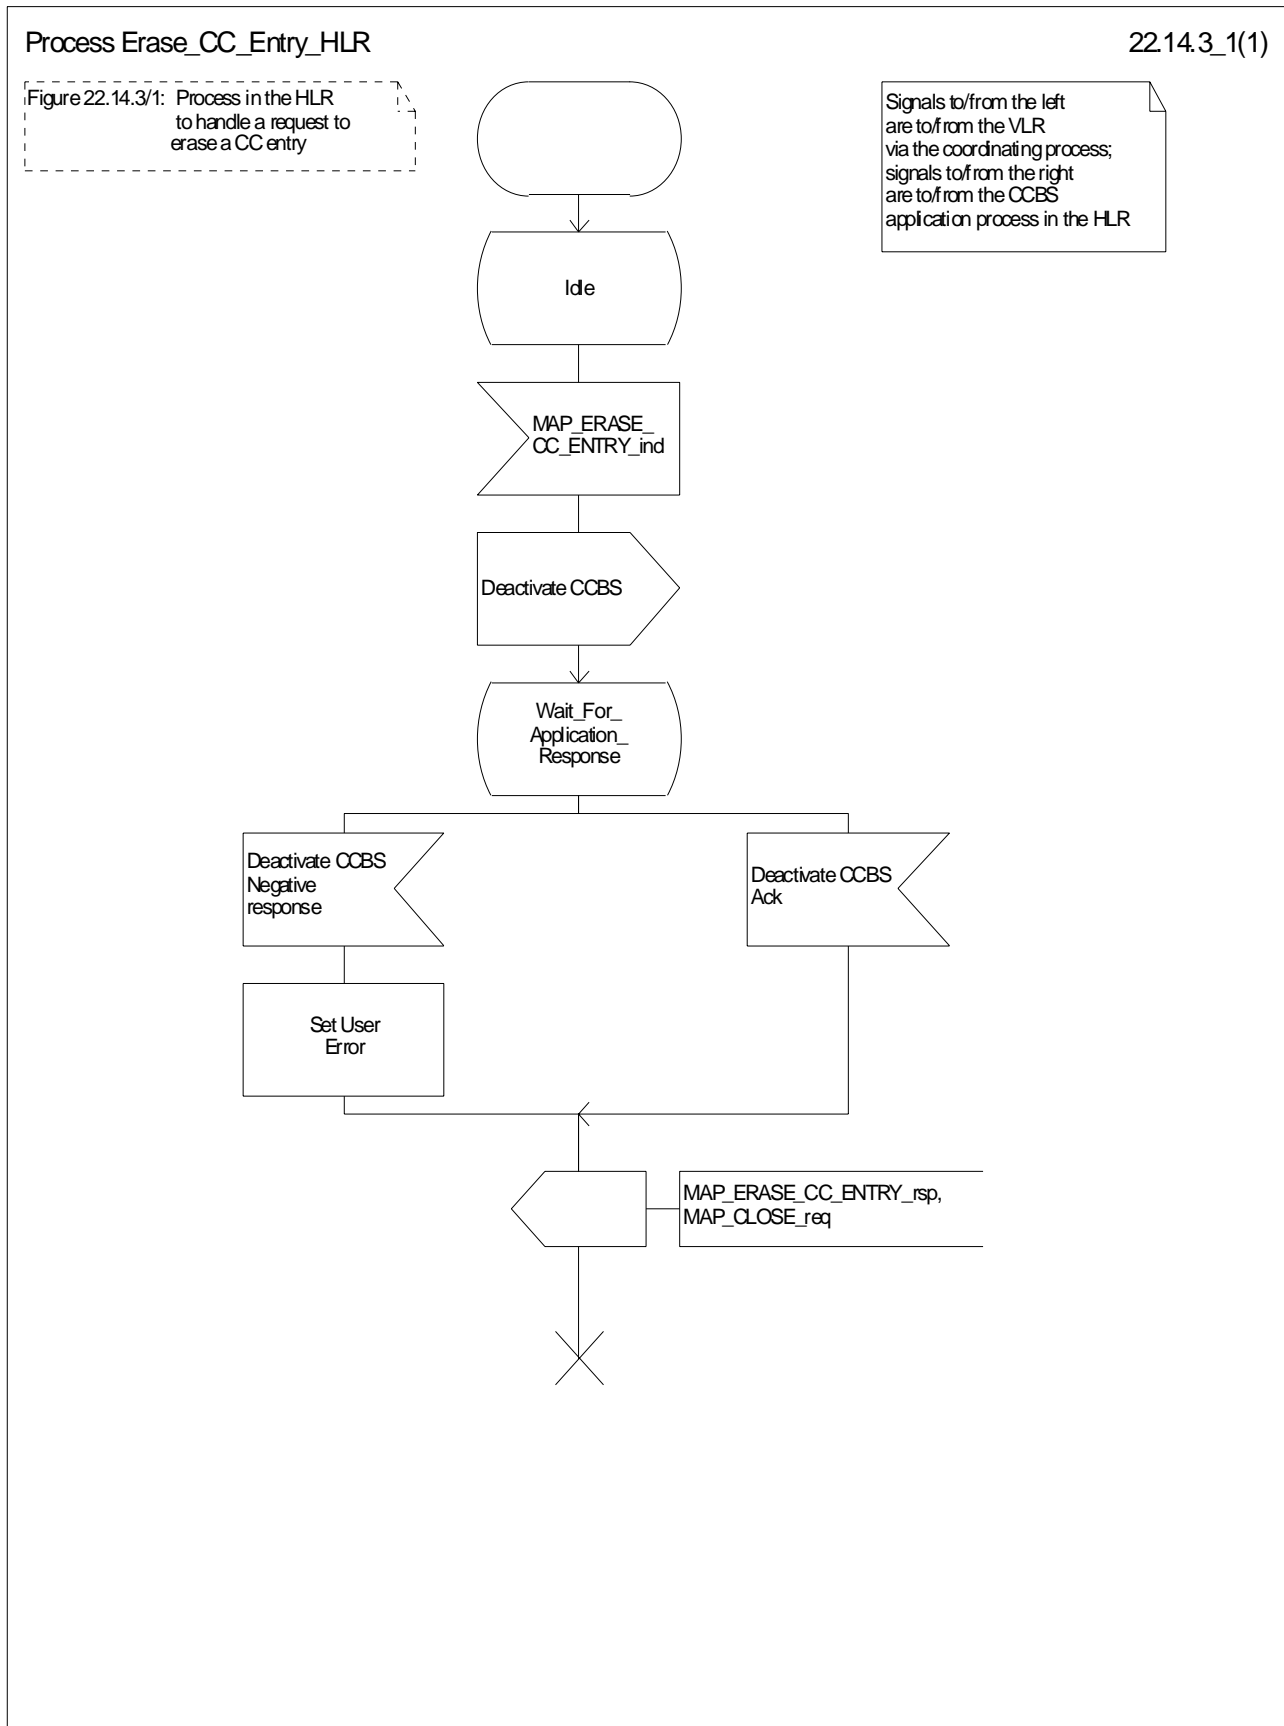 Process Erase_CC_Entry_HLR
22.14.3_1(1)
Figure 22.14.3/1: Process in the HLR
to handle a request to
erase a CC entry
Signals to/from the left
are to/from the VLR
via the coordinating process;
signals to/from the right
are to/from the CCBS
application process in the HLR
Idle
MAP_ERASE_
CC_ENTRY_ind
Deactivate CCBS
Wait_For_
Application_
Response
Deactivate CCBS
Negative
response
Deactivate CCBS
Ack
Set User
Error
MAP_ERASE_CC_ENTRY_rsp,
MAP_CLOSE_req